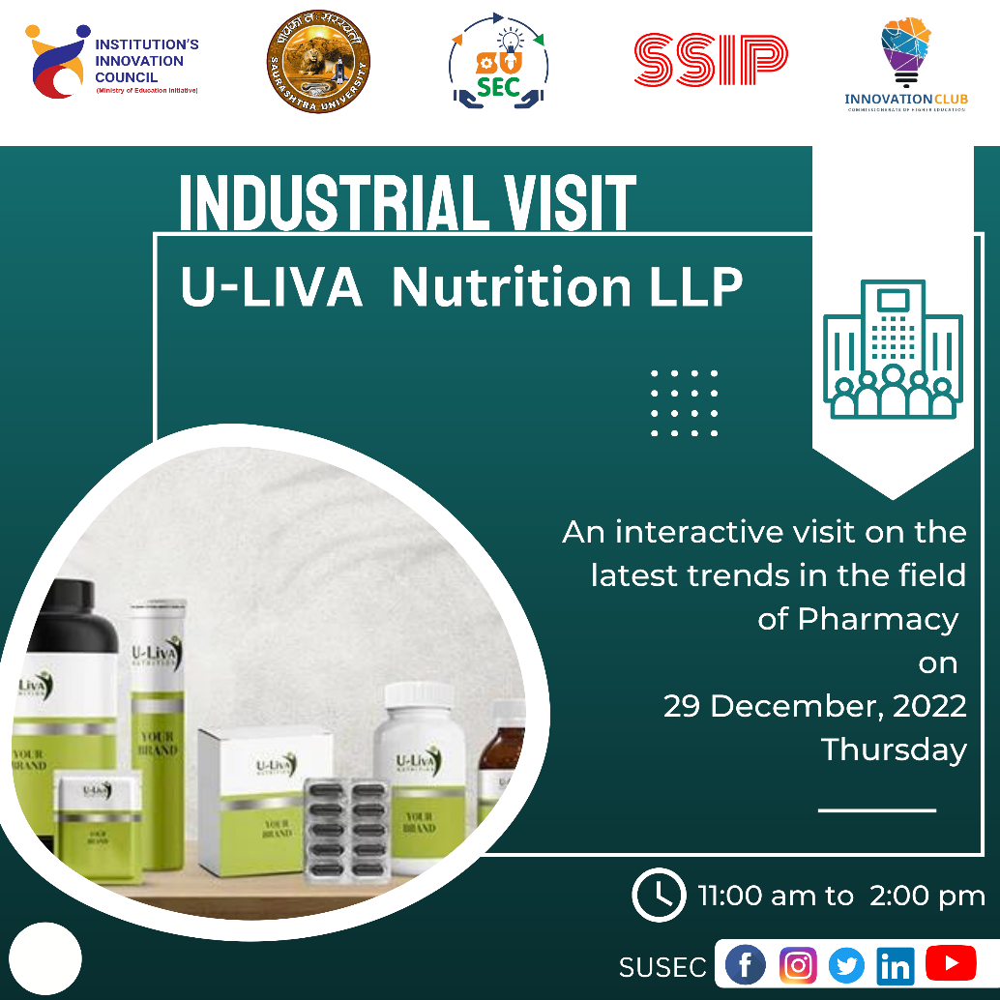 INSTITUTION'S
INNOVATION
COUNCIL
(Ministry of Education Initiative)
SAURASHTRA UNIVERSITY
SU
SEC
SSIP
INNOVATION CLUB
COMMISSIONERATE OF HIGHER EDUCATION
INDUSTRIAL VISIT
U-LIVA Nutrition LLP
An interactive visit on the
latest trends in the field
of Pharmacy
on
29 December, 2022
Thursday
U-LivA
NUTRITION
YOUR
BRAND
LivA
YOUR
BRAND
U-LivA
NUTRITION
YOUR
BRAND
U-LivA
NUTRITION
YOUR
BRAND
U-LivA
YOUR
BRAND
11:00 am to 2:00 pm
SUSEC